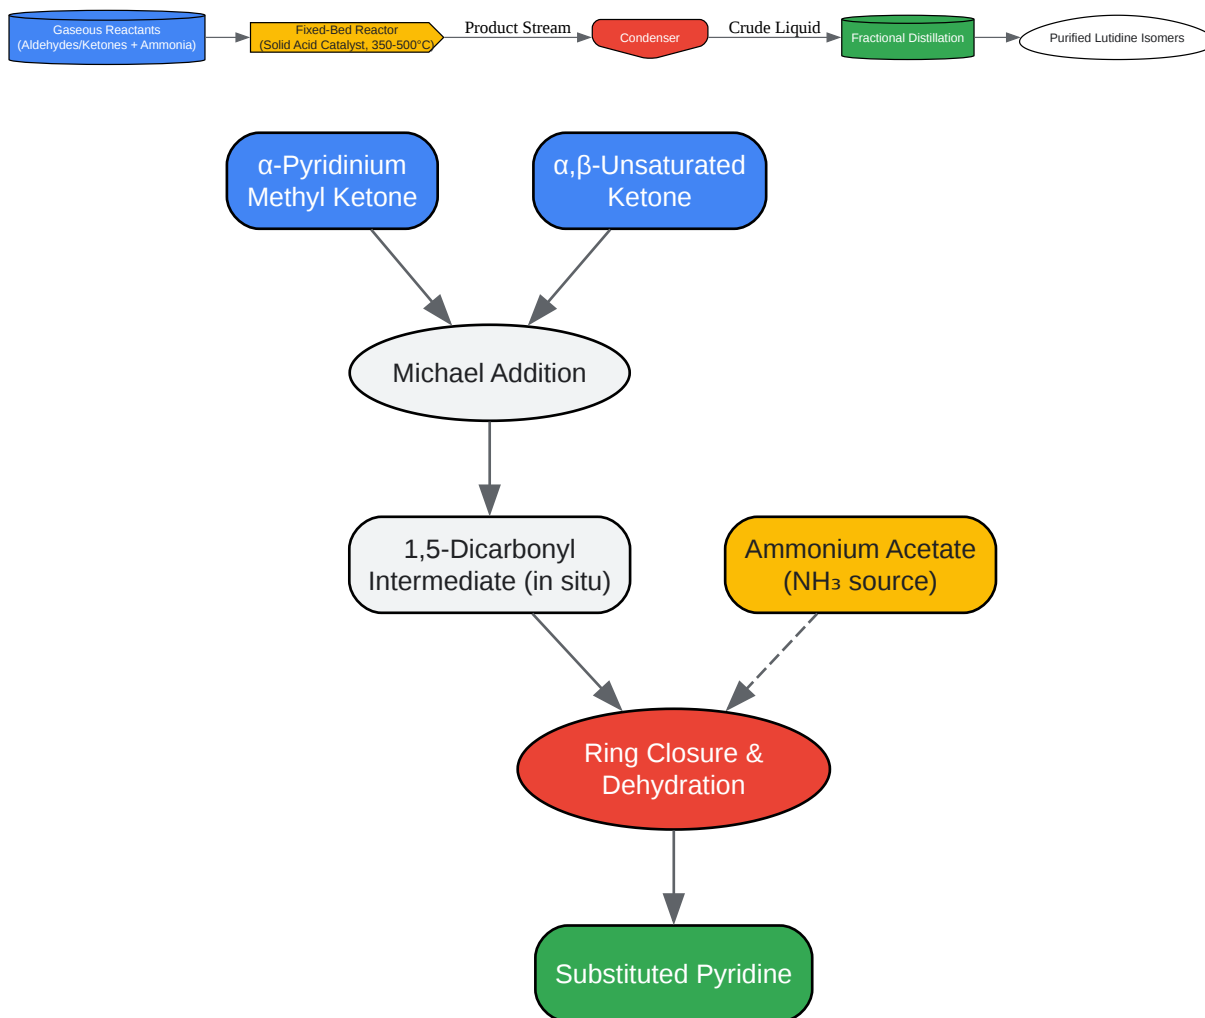 Gaseous Reactants
(Aldehydes/Ketones + Ammonia)
Fixed-Bed Reactor
(Solid Acid Catalyst, 350-500°C)
Product Stream
Condenser
Crude Liquid
Fractional Distillation
Purified Lutidine Isomers
α-Pyridinium
Methyl Ketone
α,β-Unsaturated
Ketone
Michael Addition
1,5-Dicarbonyl
Intermediate (in situ)
Ammonium Acetate
(NH₃ source)
Ring Closure &
Dehydration
Substituted Pyridine